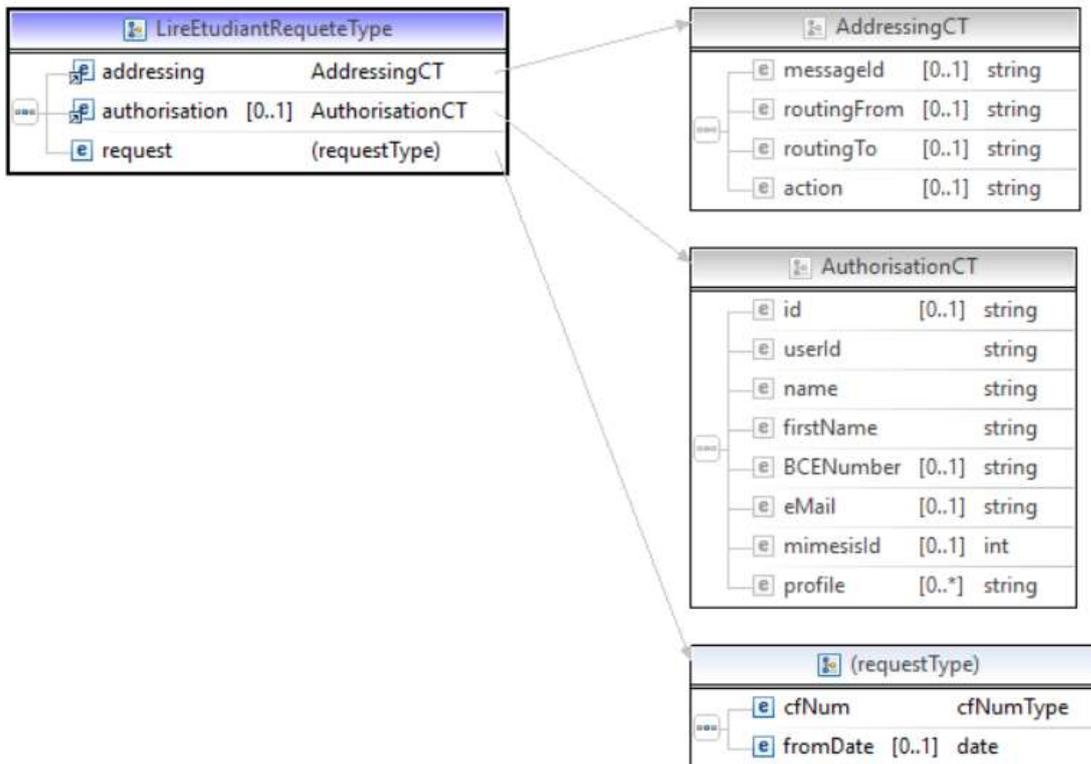 LireEtudiantRequeteType
e addressing AddressingCT
e authorisation [0..1] AuthorisationCT
e request (requestType)
AddressingCT
e messageId [0..1] string
e routingFrom [0..1] string
e routingTo [0..1] string
e action [0..1] string
AuthorisationCT
e id [0..1] string
e userId string
e name string
e firstName string
e BCENumber [0..1] string
e eMail [0..1] string
e mimesisId [0..1] int
e profile [0..*] string
(requestType)
e cfNum cfNumType
e fromDate [0..1] date